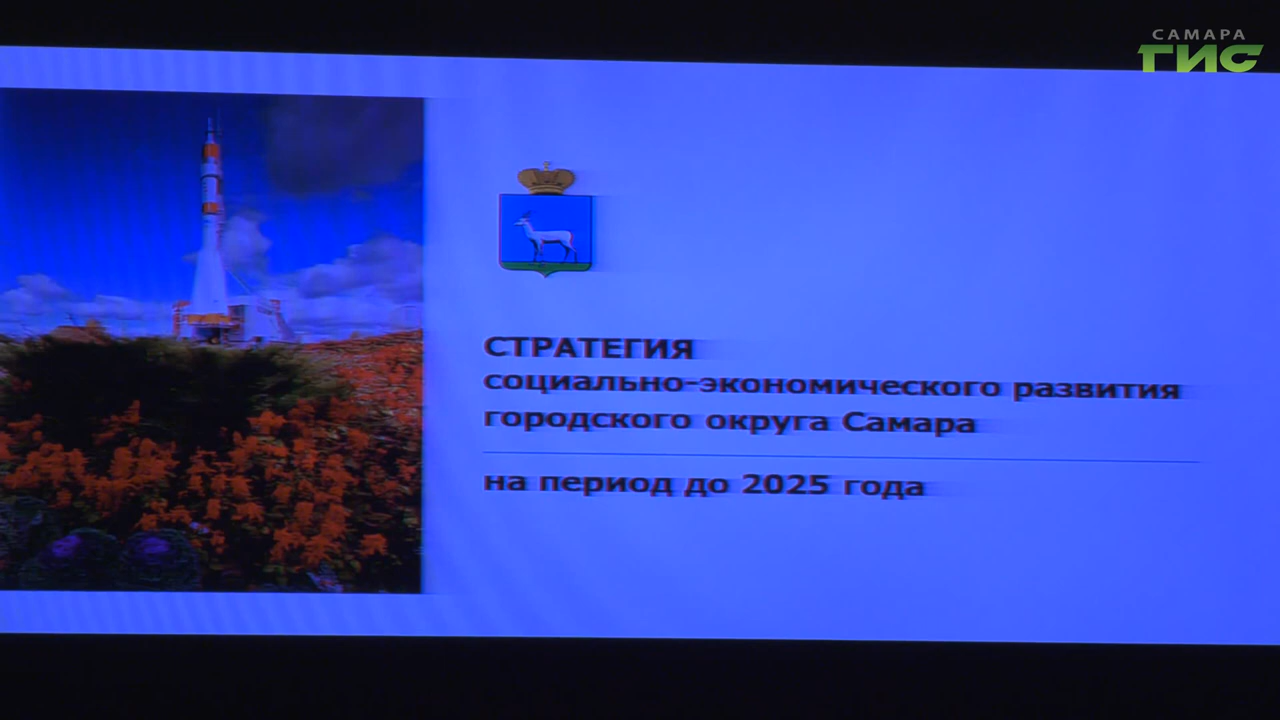 САМАРА
ГИС
СТРАТЕГИЯ
социально-экономического развития
городского округа Самара
на период до 2025 года